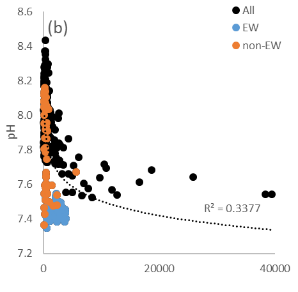 8.6
(b)
All
EW
non-EW
8.4
8.2
8.0
7.8
7.6
7.4
7.2
pH
R² = 0.3377
0
20000
40000